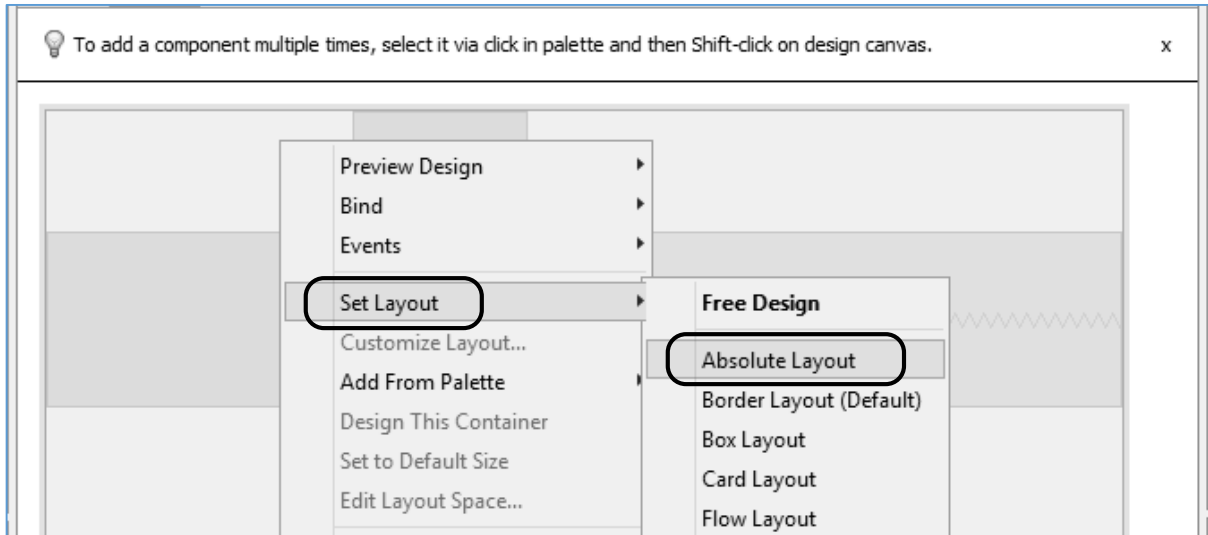 To add a component multiple times, select it via click in palette and then Shift-click on design canvas. x
Preview Design
Bind
Events
Set Layout
Customize Layout...
Add From Palette
Design This Container
Set to Default Size
Edit Layout Space...
Free Design
Absolute Layout
Border Layout (Default)
Box Layout
Card Layout
Flow Layout